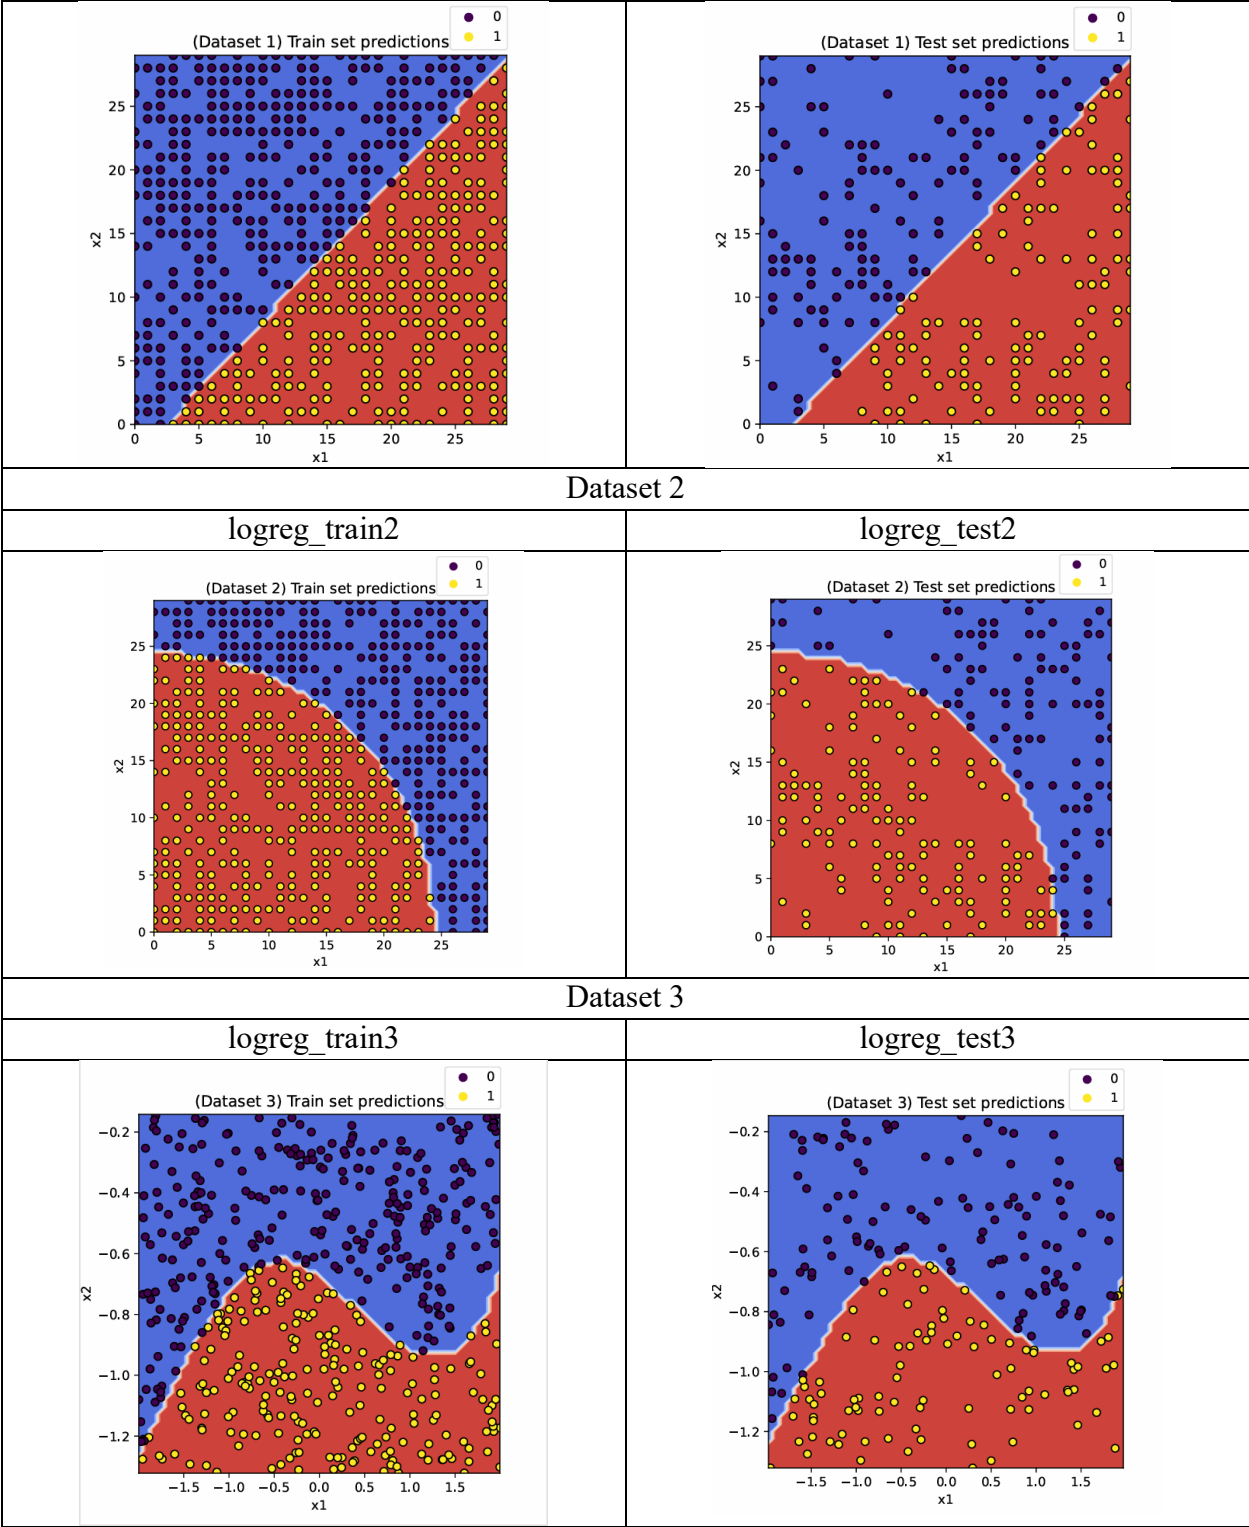 0
1
(Dataset 1) Train set predictions
25
20
15
10
5
0
x2
0 5 10 15 20 25
x1
0
1
(Dataset 1) Test set predictions
25
20
15
10
5
0
x2
0 5 10 15 20 25
x1
Dataset 2
logreg_train2
logreg_test2
0
1
(Dataset 2) Train set predictions
25
20
15
10
5
0
x2
0 5 10 15 20 25
x1
0
1
(Dataset 2) Test set predictions
25
20
15
10
5
0
x2
0 5 10 15 20 25
x1
Dataset 3
logreg_train3
logreg_test3
0
1
(Dataset 3) Train set predictions
−0.2
−0.4
−0.6
−0.8
−1.0
−1.2
x2
−1.5 −1.0 −0.5 0.0 0.5 1.0 1.5
x1
0
1
(Dataset 3) Test set predictions
−0.2
−0.4
−0.6
−0.8
−1.0
−1.2
x2
−1.5 −1.0 −0.5 0.0 0.5 1.0 1.5
x1